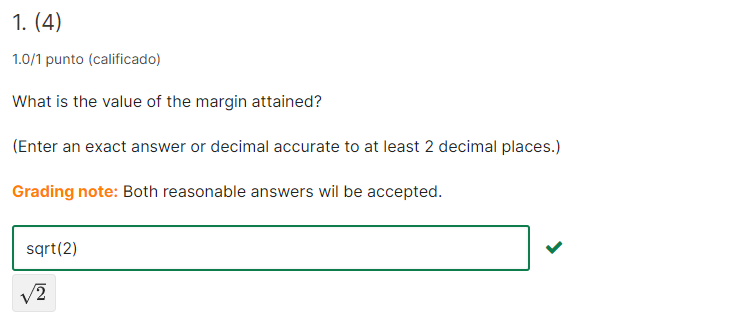 1. (4)
1.0/1 punto (calificado)
What is the value of the margin attained?
(Enter an exact answer or decimal accurate to at least 2 decimal places.)
Grading note: Both reasonable answers wil be accepted.
sqrt(2)
√2